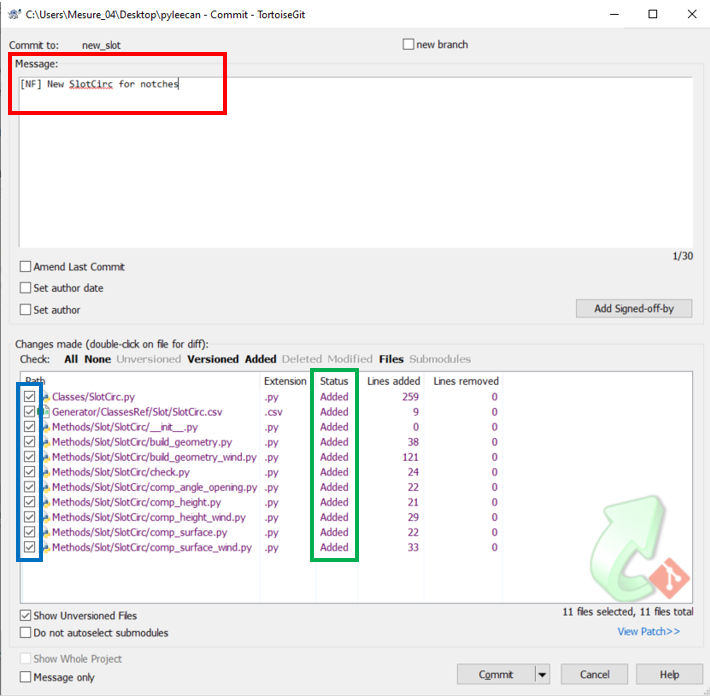 C:\Users\Mesure_04\Desktop\pyleecan - Commit - TortoiseGit
Commit to: new_slot new branch
Message:
[NF] New SlotCirc for notches
1/30
Amend Last Commit
Set author date
Set author
Add Signed-off-by
Changes made (double-click on file for diff):
Check: All None Unversioned Versioned Added Deleted Modified Files Submodules
Path Extension Status Lines added Lines removed
Classes/SlotCirc.py .py Added 259 0
Generator/ClassesRef/Slot/SlotCirc.csv .csv Added 9 0
Methods/Slot/SlotCirc/__init__.py .py Added 0 0
Methods/Slot/SlotCirc/build_geometry.py .py Added 38 0
Methods/Slot/SlotCirc/build_geometry_wind.py .py Added 121 0
Methods/Slot/SlotCirc/check.py .py Added 24 0
Methods/Slot/SlotCirc/comp_angle_opening.py .py Added 22 0
Methods/Slot/SlotCirc/comp_height.py .py Added 21 0
Methods/Slot/SlotCirc/comp_height_wind.py .py Added 29 0
Methods/Slot/SlotCirc/comp_surface.py .py Added 22 0
Methods/Slot/SlotCirc/comp_surface_wind.py .py Added 33 0
Show Unversioned Files
11 files selected, 11 files total
Do not autoselect submodules
View Patch>>
Show Whole Project
Message only
Commit Cancel Help